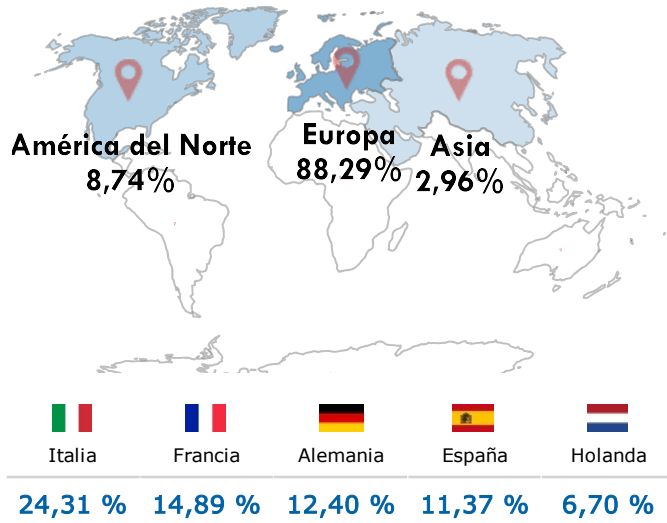 América del Norte
8,74%
Europa
88,29%
Asia
2,96%
Italia
Francia
Alemania
España
Holanda
24,31 %
14,89 %
12,40 %
11,37 %
6,70 %